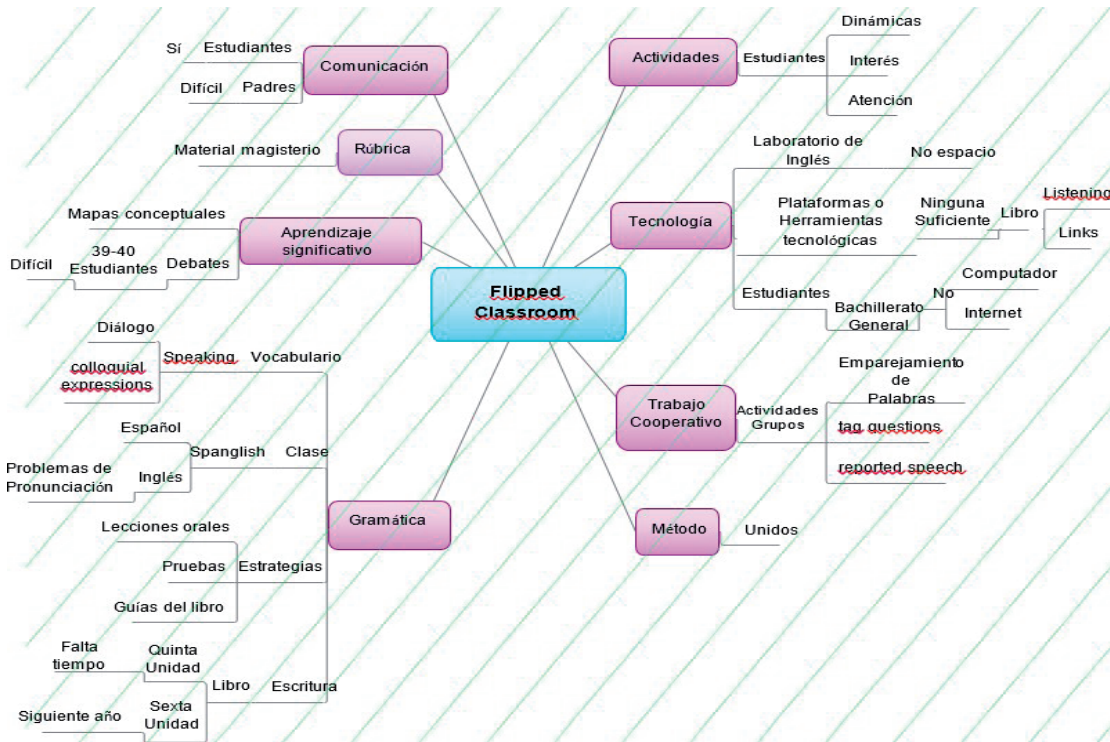 Flipped
Classroom
Comunicación
Estudiantes
Sí
Padres
Difícil
Rúbrica
Material magisterio
Aprendizaje
significativo
Mapas conceptuales
Debates
39-40
Estudiantes
Difícil
Gramática
Vocabulario
Speaking
Diálogo
colloquial
expressions
Clase
Spanglish
Español
Inglés
Problemas de
Pronunciación
Estrategias
Lecciones orales
Pruebas
Guías del libro
Escritura
Libro
Quinta
Unidad
Falta
tiempo
Sexta
Unidad
Siguiente año
Actividades
Estudiantes
Dinámicas
Interés
Atención
Tecnología
Laboratorio de
Inglés
No espacio
Plataformas o
Herramientas
tecnológicas
Ninguna
Suficiente
Libro
Listening
Links
Estudiantes
Bachillerato
General
No
Computador
Internet
Trabajo
Cooperativo
Actividades
Grupos
Emparejamiento
de
Palabras
tag questions
reported speech
Método
Unidos